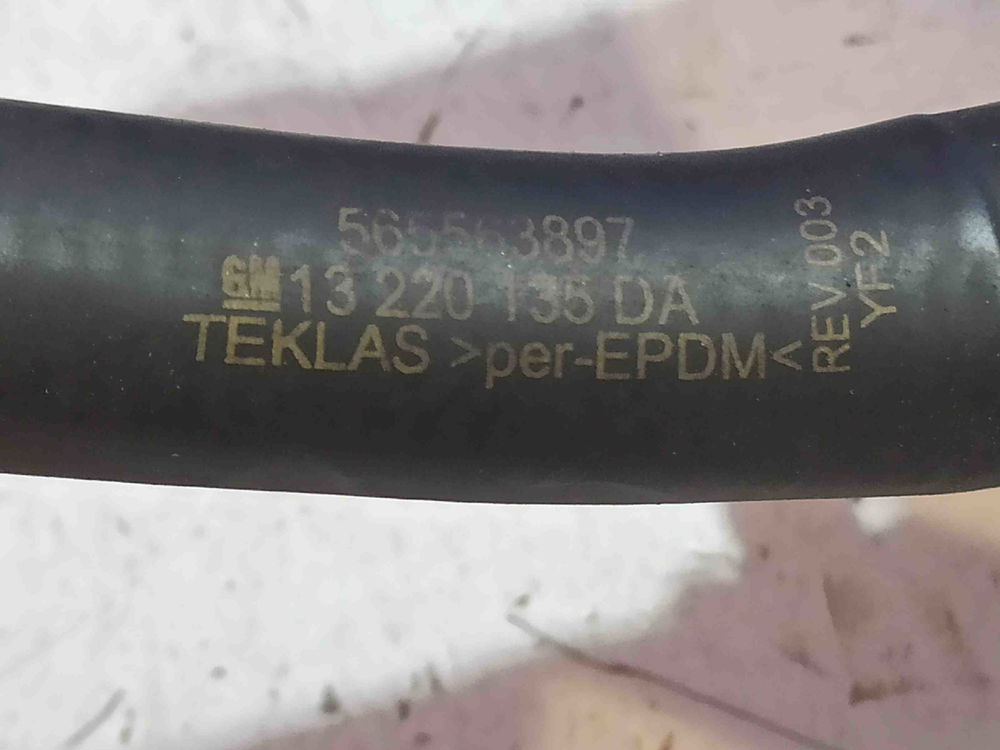 565563897
GM 13 220 135 DA
TEKLAS >per-EPDM<
REV 003
YF2